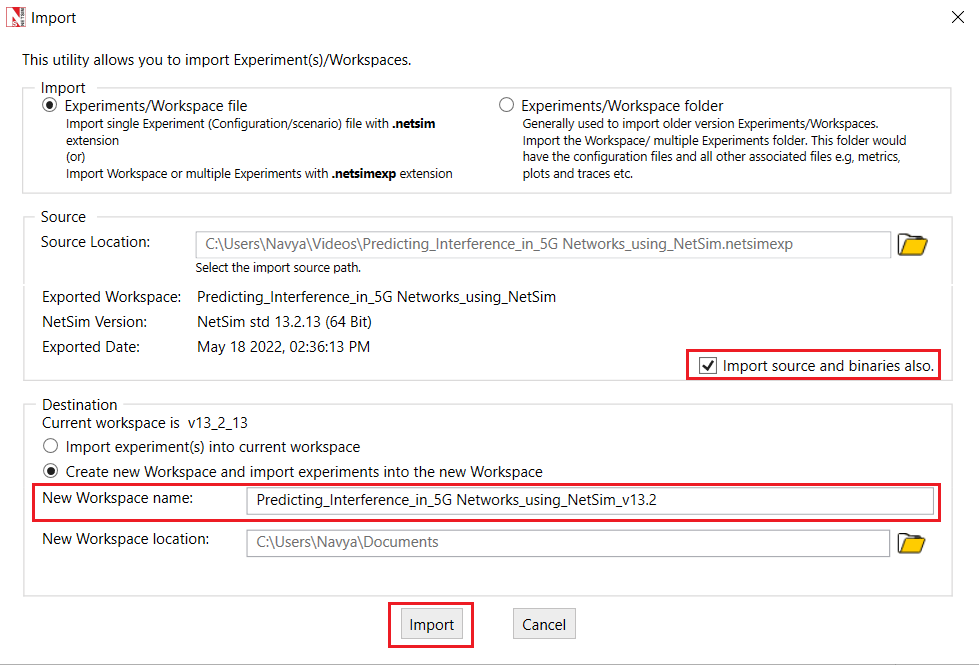 Import
This utility allows you to import Experiment(s)/Workspaces.
Import
Experiments/Workspace file
Import single Experiment (Configuration/scenario) file with .netsim
extension
(or)
Import Workspace or multiple Experiments with .netsimexp extension
Experiments/Workspace folder
Generally used to import older version Experiments/Workspaces.
Import the Workspace/ multiple Experiments folder. This folder would
have the configuration files and all other associated files e.g, metrics,
plots and traces etc.
Source
Source Location: C:\Users\Navya\Videos\Predicting_Interference_in_5G Networks_using_NetSim.netsimexp
Select the import source path.
Exported Workspace: Predicting_Interference_in_5G Networks_using_NetSim
NetSim Version: NetSim std 13.2.13 (64 Bit)
Exported Date: May 18 2022, 02:36:13 PM
Import source and binaries also.
Destination
Current workspace is v13_2_13
Import experiment(s) into current workspace
Create new Workspace and import experiments into the new Workspace
New Workspace name: Predicting_Interference_in_5G Networks_using_NetSim_v13.2
New Workspace location: C:\Users\Navya\Documents
Import Cancel